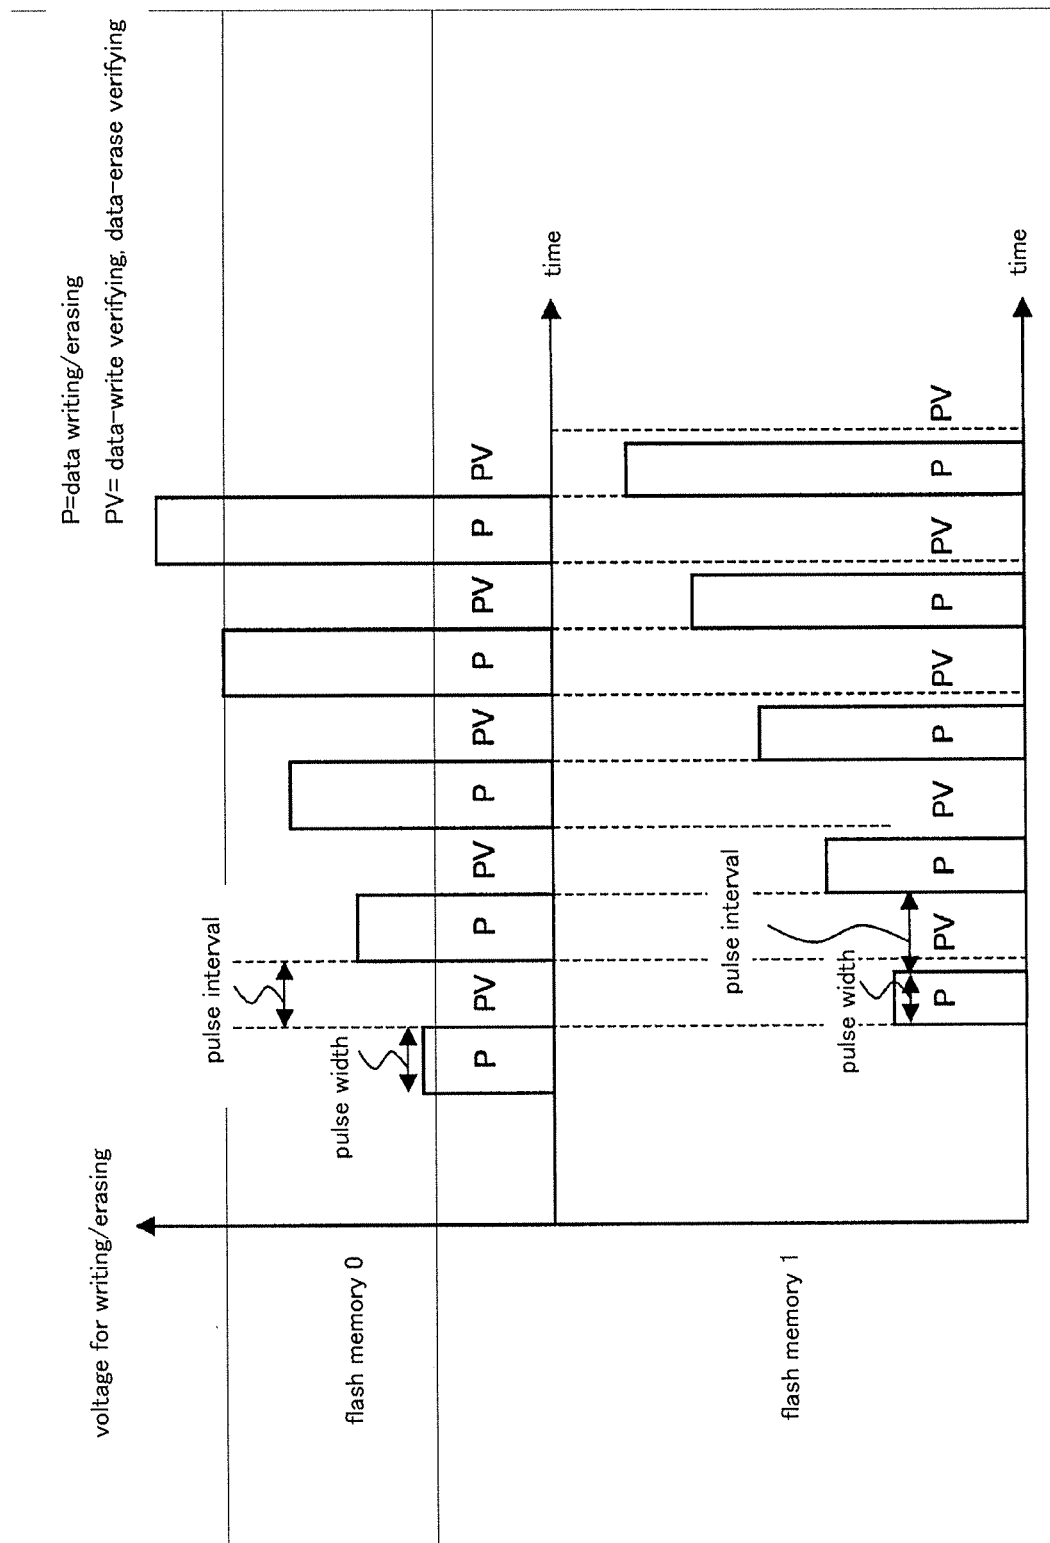 P=data writing/erasing
PV= data-write verifying, data-erase verifying
voltage for writing/erasing
flash memory 0
pulse width
pulse interval
P
PV
P
PV
P
PV
P
PV
P
PV
time
flash memory 1
pulse width
pulse interval
P
PV
P
PV
P
PV
P
PV
P
PV
time